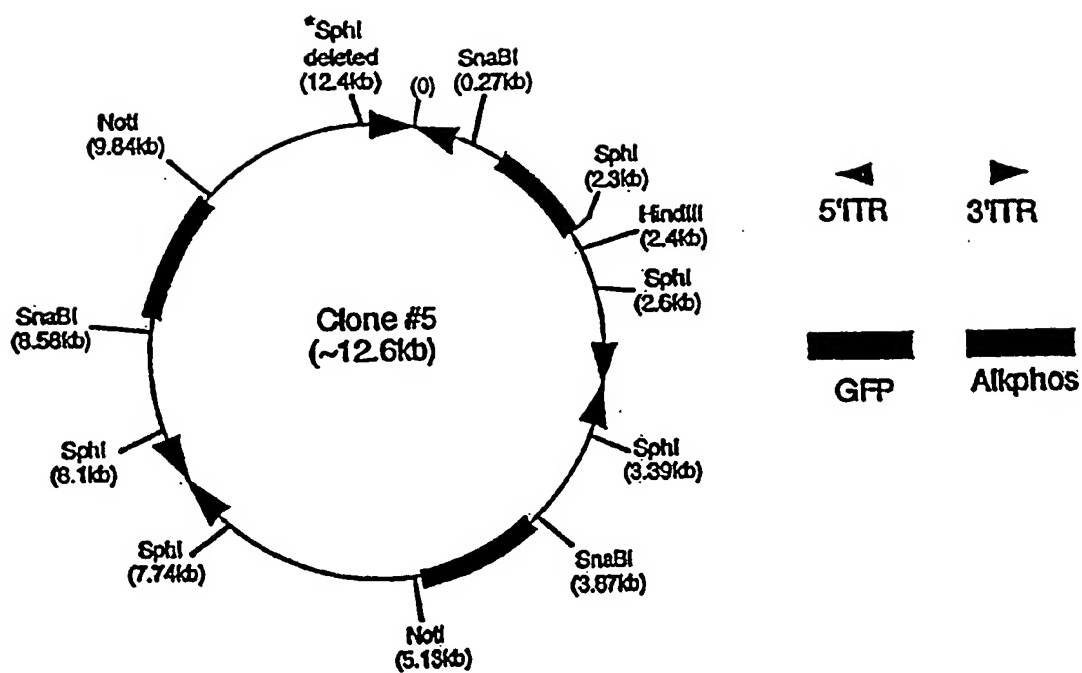 *SphI
deleted
(12.4kb)
(0)
SnaBI
(0.27kb)
NotI
(9.84kb)
SphI
(2.3kb)
HindIII
(2.4kb)
SphI
(2.6kb)
5'ITR
3'ITR
SnaBI
(8.58kb)
Clone #5
(~12.6kb)
GFP
Alkphos
SphI
(8.1kb)
SphI
(3.39kb)
SphI
(7.74kb)
SnaBI
(3.87kb)
NotI
(5.13kb)